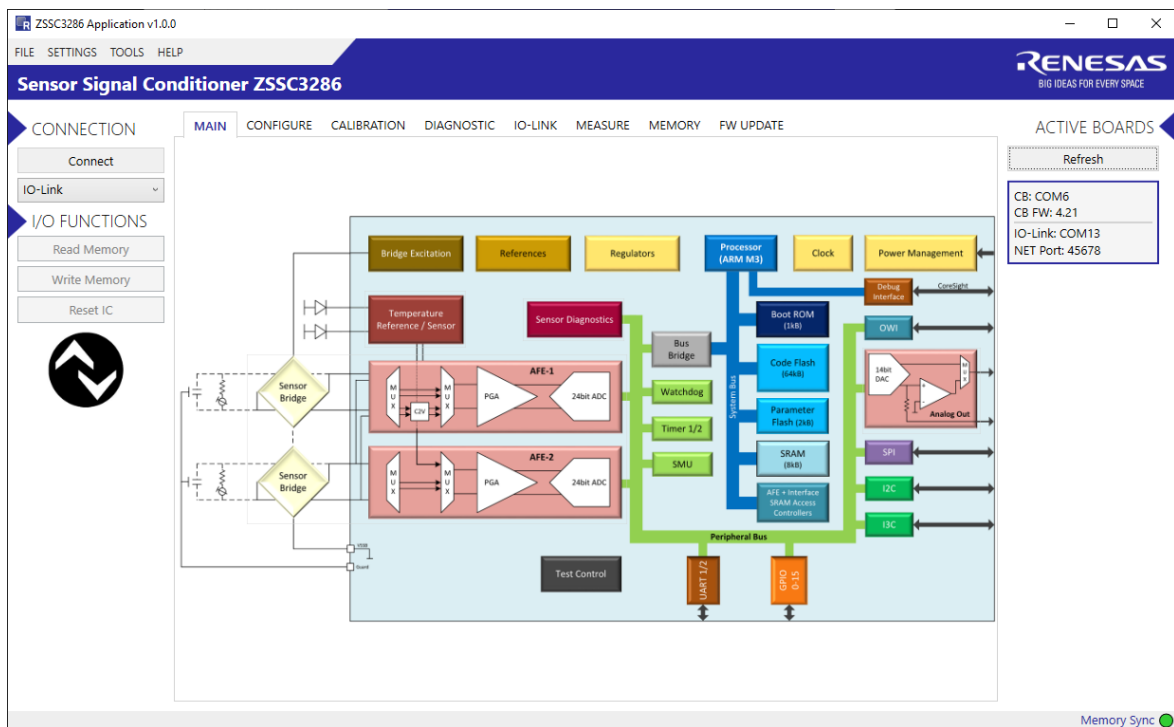 ZSSC3286 Application v1.0.0
FILE SETTINGS TOOLS HELP
Sensor Signal Conditioner ZSSC3286
RENESAS
BIG IDEAS FOR EVERY SPACE
CONNECTION
Connect
IO-Link
I/O FUNCTIONS
Read Memory
Write Memory
Reset IC
MAIN CONFIGURE CALIBRATION DIAGNOSTIC IO-LINK MEASURE MEMORY FW UPDATE
Bridge Excitation
References
Regulators
Processor
(ARM M3)
Clock
Power Management
Debug
Interface
CoreSight
Temperature
Reference / Sensor
Sensor Diagnostics
Bus
Bridge
Boot ROM
(1kB)
OWI
System Bus
Code Flash
(64kB)
Sensor
Bridge
AFE-1
MUX
C2V
MUX
PGA
24bit ADC
Watchdog
Timer 1/2
SMU
Parameter
Flash (2kB)
14bit
DAC
MUX
Analog Out
Sensor
Bridge
AFE-2
MUX
MUX
PGA
24bit ADC
SRAM
(8kB)
AFE + Interface
SRAM Access
Controllers
SPI
I2C
I3C
Peripheral Bus
Guard
Test Control
UART 1/2
GPIO
0-15
ACTIVE BOARDS
Refresh
CB: COM6
CB FW: 4.21
IO-Link: COM13
NET Port: 45678
Memory Sync